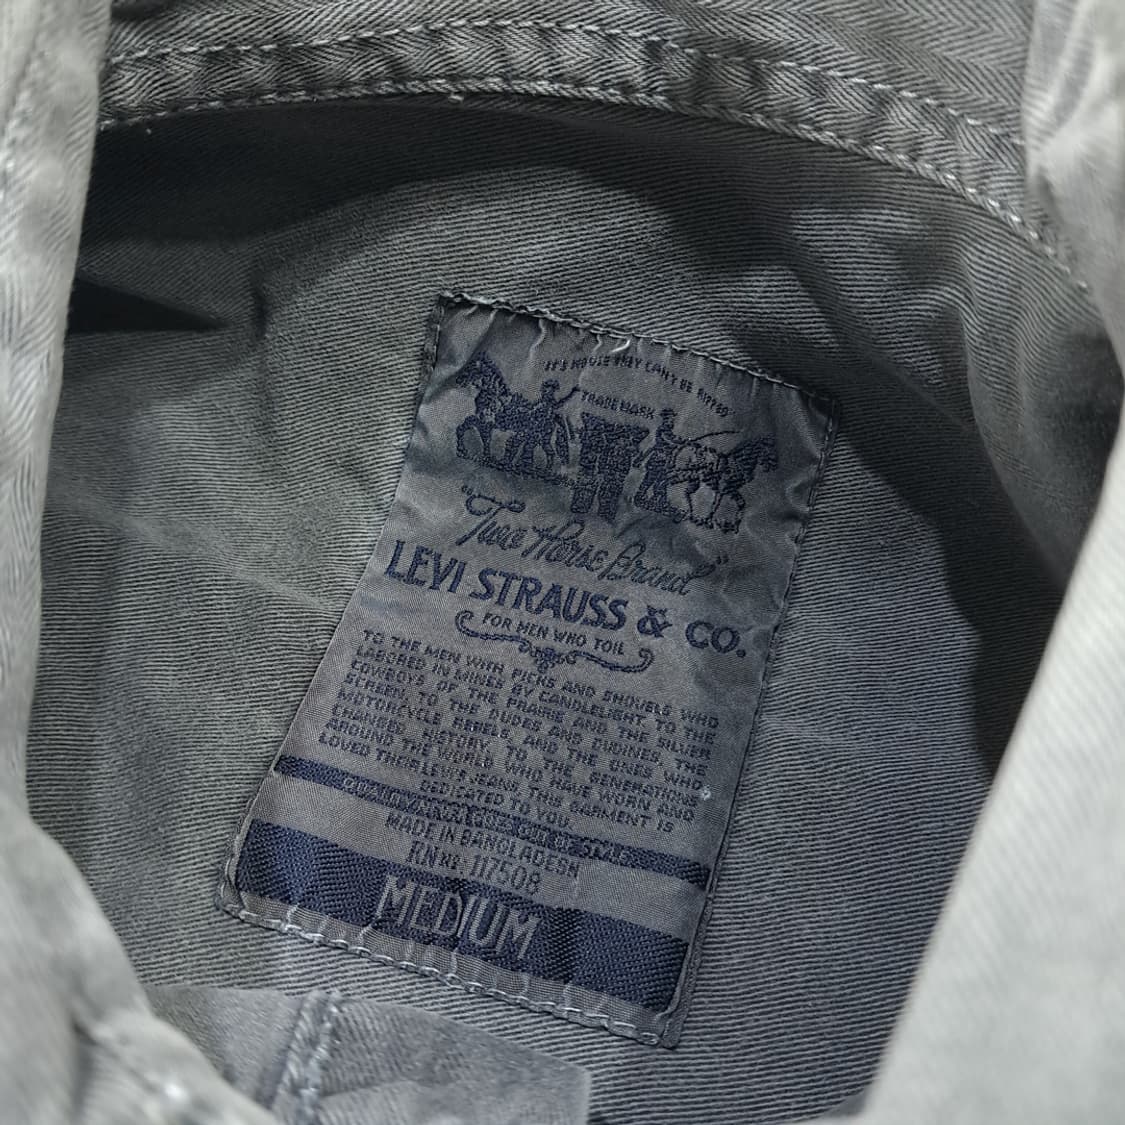 "IT'S NO USE THEY CAN'T BE RIPPED"
TRADE MARK
"Two Horse Brand"
LEVI STRAUSS & CO.
FOR MEN WHO TOIL
TO THE MEN WITH PICKS AND SHOVELS WHO
LABORED IN MINES BY CANDLELIGHT, TO THE
COWBOYS OF THE PRAIRIE AND THE SILVER
SCREEN, TO THE DUDES AND DUDINES, THE
MOTORCYCLE REBELS, AND THE ONES WHO
CHANGED HISTORY, TO THE GENERATIONS
AROUND THE WORLD WHO HAVE WORN AND
LOVED THEIR LEVI'S JEANS, THIS GARMENT IS
DEDICATED TO YOU.
MADE IN BANGLADESH
RN Nº: 117508
MEDIUM